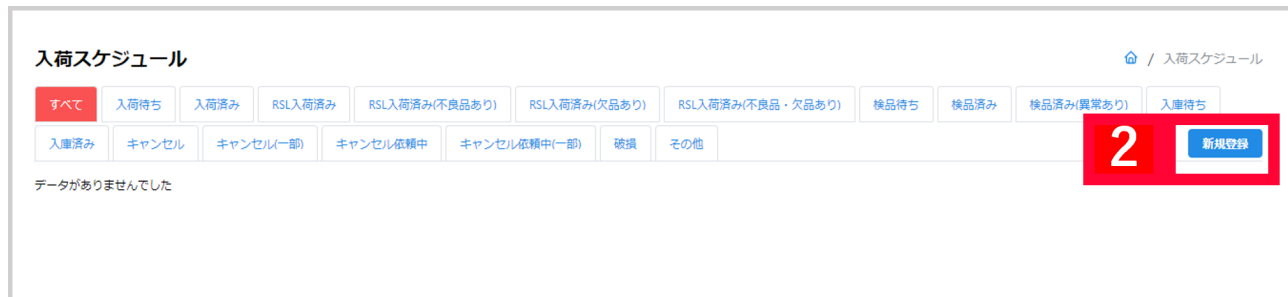 入荷スケジュール
/ 入荷スケジュール
すべて 入荷待ち 入荷済み RSL入荷済み RSL入荷済み(不良品あり) RSL入荷済み(欠品あり) RSL入荷済み(不良品・欠品あり) 検品待ち 検品済み 検品済み(異常あり) 入庫待ち
入庫済み キャンセル キャンセル(一部) キャンセル依頼中 キャンセル依頼中(一部) 破損 その他 2 新規登録
データがありませんでした